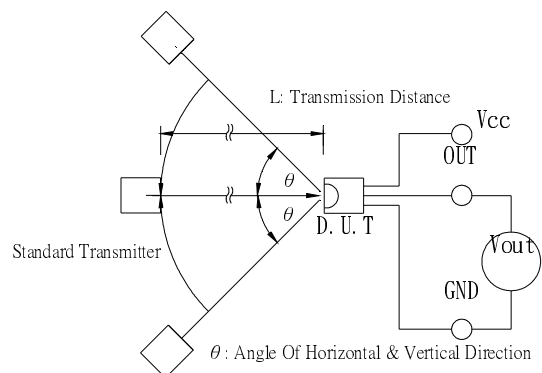 L: Transmission Distance
Vcc
OUT
θ
θ
D.U.T
Vout
Standard Transmitter
GND
θ: Angle Of Horizontal & Vertical Direction